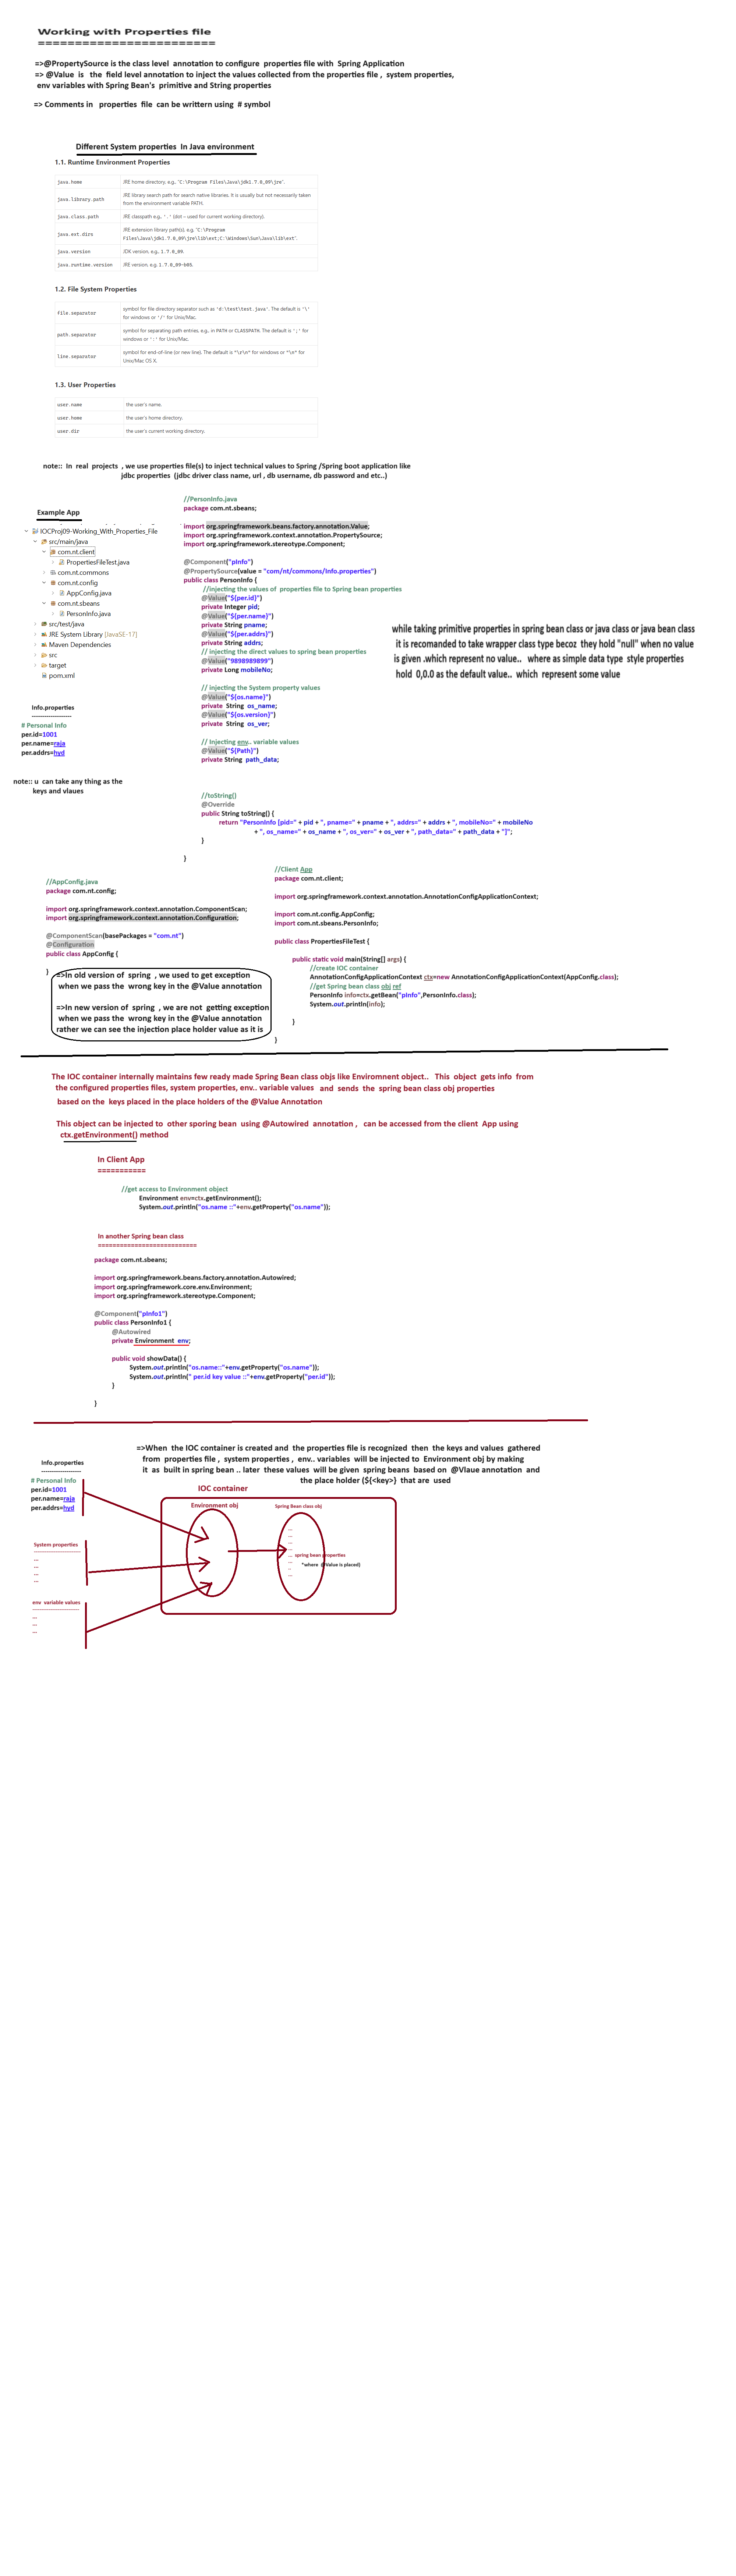 Working with Properties file
========================
=>@PropertySource is the class level annotation to configure properties file with Spring Application
=> @Value is the field level annotation to inject the values collected from the properties file , system properties,
env variables with Spring Bean's primitive and String properties
=> Comments in properties file can be writtern using # symbol
Different System properties In Java environment
1.1. Runtime Environment Properties
java.home JRE home directory, e.g., "C:\Program Files\Java\jdk1.7.0_09\jre".
java.library.path JRE library search path for search native libraries. It is usually but not necessarily taken
from the environment variable PATH.
java.class.path JRE classpath e.g., '.' (dot – used for current working directory).
java.ext.dirs JRE extension library path(s), e.g, "C:\Program
Files\Java\jdk1.7.0_09\jre\lib\ext;C:\Windows\Sun\Java\lib\ext".
java.version JDK version, e.g., 1.7.0_09.
java.runtime.version JRE version, e.g. 1.7.0_09-b05.
1.2. File System Properties
file.separator symbol for file directory separator such as 'd:\test\test.java'. The default is '\'
for windows or '/' for Unix/Mac.
path.separator symbol for separating path entries, e.g., in PATH or CLASSPATH. The default is ';' for
windows or ':' for Unix/Mac.
line.separator symbol for end-of-line (or new line). The default is "\r\n" for windows or "\n" for
Unix/Mac OS X.
1.3. User Properties
user.name the user's name.
user.home the user's home directory.
user.dir the user's current working directory.
note:: In real projects , we use properties file(s) to inject technical values to Spring /Spring boot application like
jdbc properties (jdbc driver class name, url , db username, db password and etc..)
Example App
IOCProj09-Working_With_Properties_File
src/main/java
com.nt.client
PropertiesFileTest.java
com.nt.commons
com.nt.config
AppConfig.java
com.nt.sbeans
PersonInfo.java
src/test/java
JRE System Library [JavaSE-17]
Maven Dependencies
src
target
pom.xml
Info.properties
-------------------
# Personal Info
per.id=1001
per.name=raja
per.addrs=hyd
note:: u can take any thing as the
keys and vlaues
//PersonInfo.java
package com.nt.sbeans;
import org.springframework.beans.factory.annotation.Value;
import org.springframework.context.annotation.PropertySource;
import org.springframework.stereotype.Component;
@Component("pInfo")
@PropertySource(value = "com/nt/commons/Info.properties")
public class PersonInfo {
//injecting the values of properties file to Spring bean properties
@Value("${per.id}")
private Integer pid;
@Value("${per.name}")
private String pname;
@Value("${per.addrs}")
private String addrs;
// injecting the direct values to spring bean properties
@Value("9898989899")
private Long mobileNo;
// injecting the System property values
@Value("${os.name}")
private String os_name;
@Value("${os.version}")
private String os_ver;
// Injecting env.. variable values
@Value("${Path}")
private String path_data;
//toString()
@Override
public String toString() {
return "PersonInfo [pid=" + pid + ", pname=" + pname + ", addrs=" + addrs + ", mobileNo=" + mobileNo
+ ", os_name=" + os_name + ", os_ver=" + os_ver + ", path_data=" + path_data + "]";
}
}
while taking primitive properties in spring bean class or java class or java bean class
it is recomanded to take wrapper class type becoz they hold "null" when no value
is given .which represent no value.. where as simple data type style properties
hold 0,0.0 as the default value.. which represent some value
//AppConfig.java
package com.nt.config;
import org.springframework.context.annotation.ComponentScan;
import org.springframework.context.annotation.Configuration;
@ComponentScan(basePackages = "com.nt")
@Configuration
public class AppConfig {
}
=>In old version of spring , we used to get exception
when we pass the wrong key in the @Value annotation
=>In new version of spring , we are not getting exception
when we pass the wrong key in the @Value annotation
rather we can see the injection place holder value as it is
//Client App
package com.nt.client;
import org.springframework.context.annotation.AnnotationConfigApplicationContext;
import com.nt.config.AppConfig;
import com.nt.sbeans.PersonInfo;
public class PropertiesFileTest {
public static void main(String[] args) {
//create IOC container
AnnotationConfigApplicationContext ctx=new AnnotationConfigApplicationContext(AppConfig.class);
//get Spring bean class obj ref
PersonInfo info=ctx.getBean("pInfo",PersonInfo.class);
System.out.println(info);
}
}
The IOC container internally maintains few ready made Spring Bean class objs like Enviromnent object.. This object gets info from
the configured properties files, system properties, env.. variable values and sends the spring bean class obj properties
based on the keys placed in the place holders of the @Value Annotation
This object can be injected to other sporing bean using @Autowired annotation , can be accessed from the client App using
ctx.getEnvironment() method
In Client App
===========
//get access to Environment object
Environment env=ctx.getEnvironment();
System.out.println("os.name ::"+env.getProperty("os.name"));
In another Spring bean class
===========================
package com.nt.sbeans;
import org.springframework.beans.factory.annotation.Autowired;
import org.springframework.core.env.Environment;
import org.springframework.stereotype.Component;
@Component("pInfo1")
public class PersonInfo1 {
@Autowired
private Environment env;
public void showData() {
System.out.println("os.name::"+env.getProperty("os.name"));
System.out.println(" per.id key value ::"+env.getProperty("per.id"));
}
}
=>When the IOC container is created and the properties file is recognized then the keys and values gathered
from properties file , system properties , env.. variables will be injected to Environment obj by making
it as built in spring bean .. later these values will be given spring beans based on @Vlaue annotation and
the place holder (${<key>} that are used
Info.properties
-------------------
# Personal Info
per.id=1001
per.name=raja
per.addrs=hyd
System properties
---------------------------
...
...
...
...
env variable values
---------------------------
...
...
...
IOC container
Environment obj
Spring Bean class obj
...
...
...
...
... spring bean properties
*where @Value is placed)
..
...